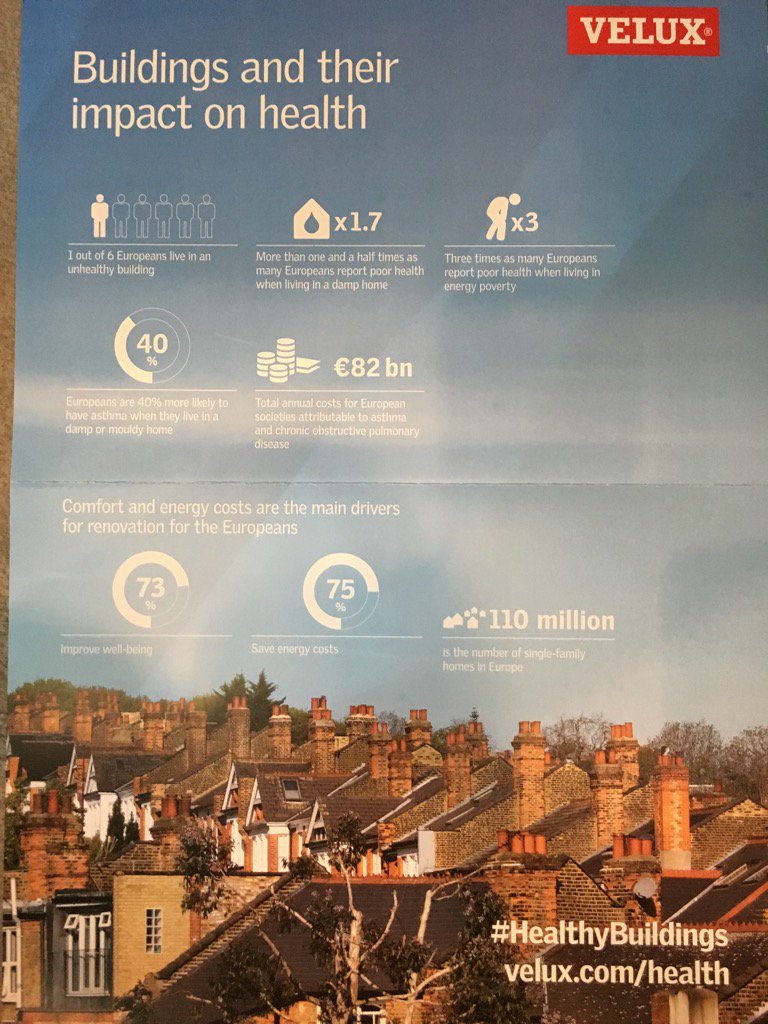 VELUX®
Buildings and their
impact on health
x1.7
x3
1 out of 6 Europeans live in an
unhealthy building
More than one and a half times as
many Europeans report poor health
when living in a damp home
Three times as many Europeans
report poor health when living in
energy poverty
40
%
€82 bn
Europeans are 40% more likely to
have asthma when they live in a
damp or mouldy home
Total annual costs for European
societies attributable to asthma
and chronic obstructive pulmonary
disease
Comfort and energy costs are the main drivers
for renovation for the Europeans
73
%
75
%
110 million
Improve well-being
Save energy costs
is the number of single-family
homes in Europe
#HealthyBuildings
velux.com/health